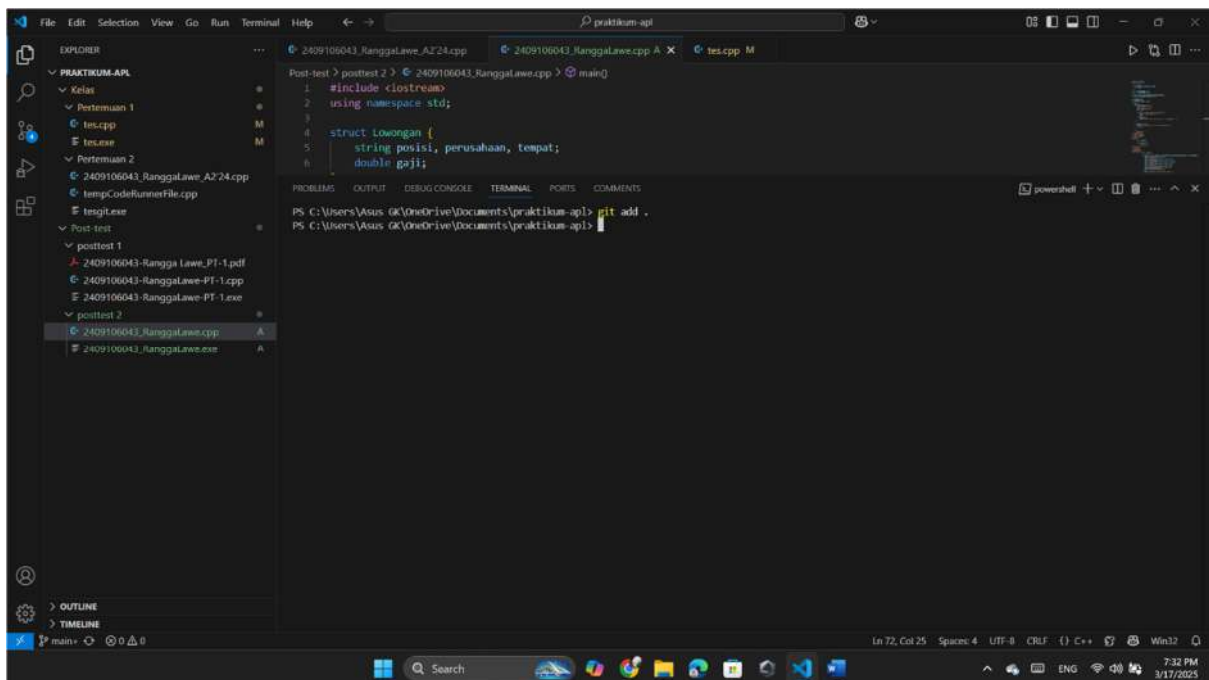 File Edit Selection View Go Run Terminal Help
praktikum-apl
EXPLORER
PRAKTIKUM-APL
Kelas
Pertemuan 1
tes.cpp M
tes.exe M
Pertemuan 2
2409106043_RanggaLawe_A2'24.cpp
tempCodeRunnerFile.cpp
tesgit.exe
Post-test
posttest 1
2409106043-Rangga Lawe_PT-1.pdf
2409106043-RanggaLawe-PT-1.cpp
2409106043-RanggaLawe-PT-1.exe
posttest 2
2409106043_RanggaLawe.cpp A
2409106043_RanggaLawe.exe A
OUTLINE
TIMELINE
2409106043_RanggaLawe_A2'24.cpp 2409106043_RanggaLawe.cpp A tes.cpp M
Post-test > posttest 2 > 2409106043_RanggaLawe.cpp > main()
1 #include <iostream>
2 using namespace std;
3
4 struct Lowongan {
5 string posisi, perusahaan, tempat;
6 double gaji;
PROBLEMS OUTPUT DEBUG CONSOLE TERMINAL PORTS COMMENTS
powershell
PS C:\Users\Asus GK\OneDrive\Documents\praktikum-apl> git add .
PS C:\Users\Asus GK\OneDrive\Documents\praktikum-apl>
main+ 0 0
Ln 72, Col 25 Spaces: 4 UTF-8 CRLF {} C++ Win32
Search
ENG
7:32 PM
3/17/2025